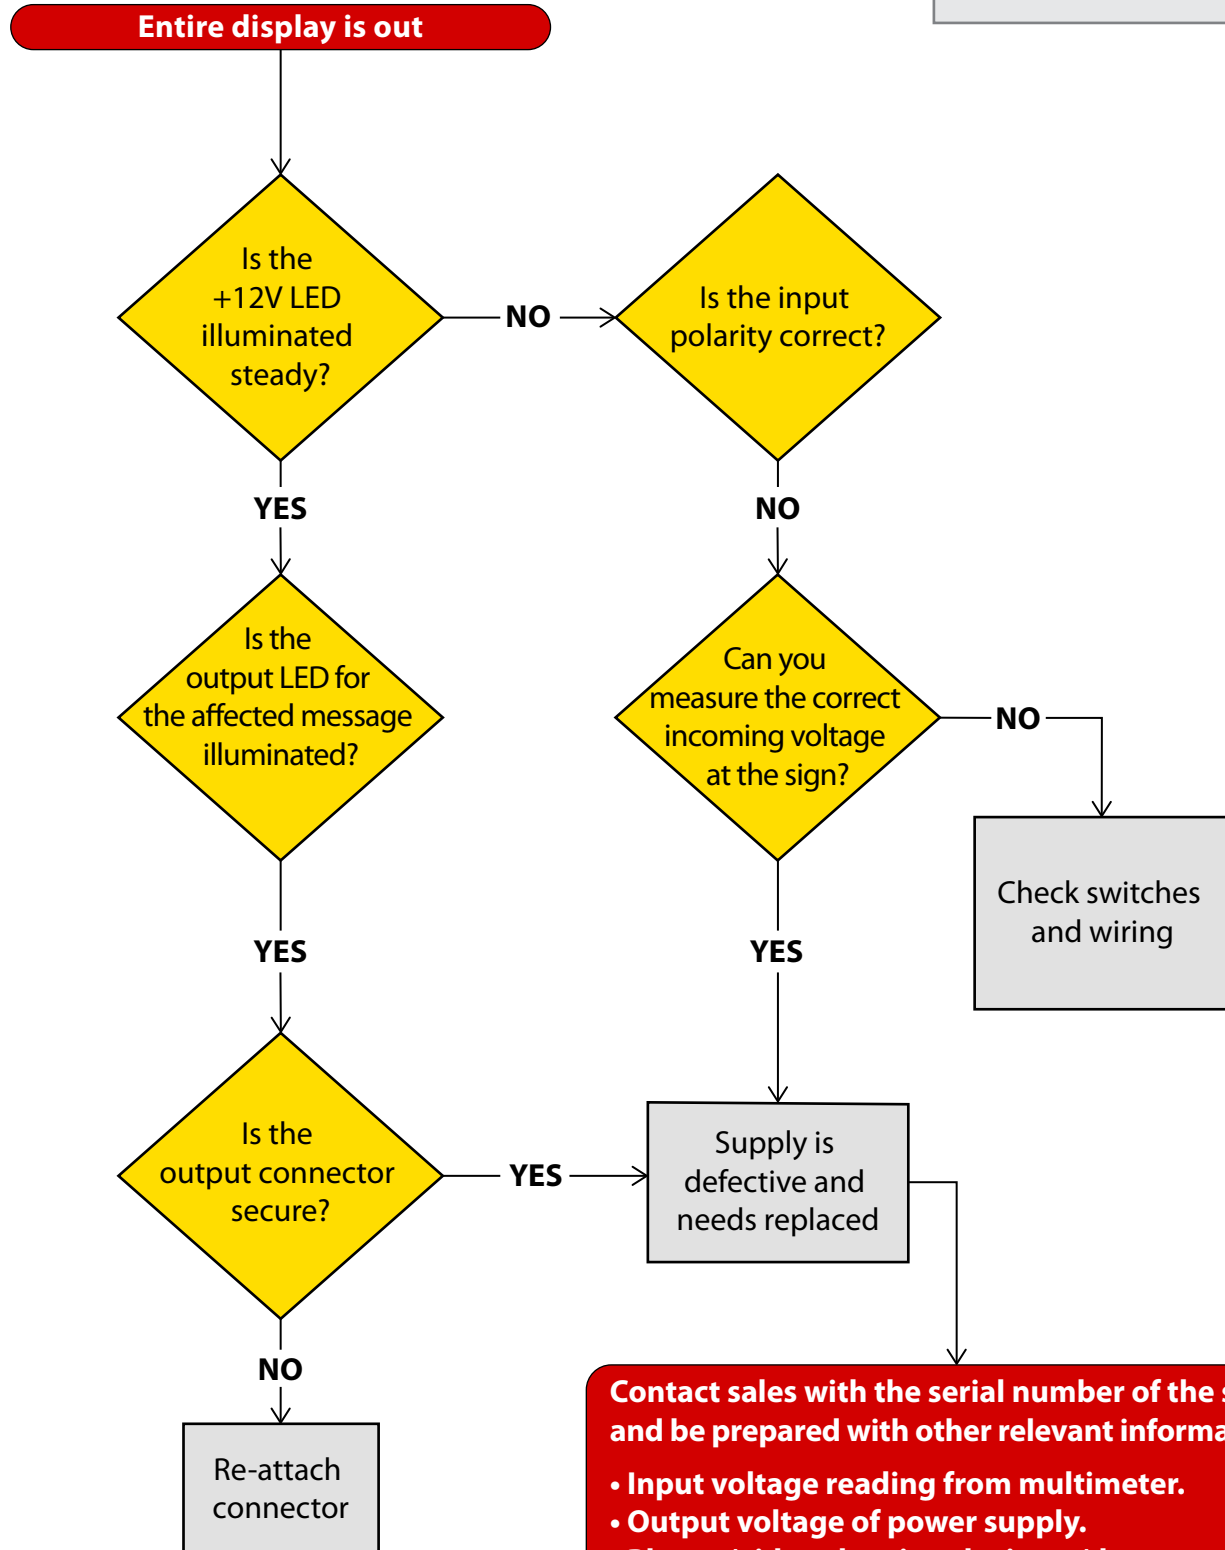 Entire display is out
Is the
+12V LED
illuminated
steady?
NO
Is the input
polarity correct?
YES
NO
Is the
output LED for
the affected message
illuminated?
Can you
measure the correct
incoming voltage
at the sign?
NO
Check switches
and wiring
YES
YES
Is the
output connector
secure?
YES
Supply is
defective and
needs replaced
NO
Re-attach
connector
Contact sales with the serial number of the
and be prepared with other relevant
• Input voltage reading from multimeter.
• Output voltage of power supply.